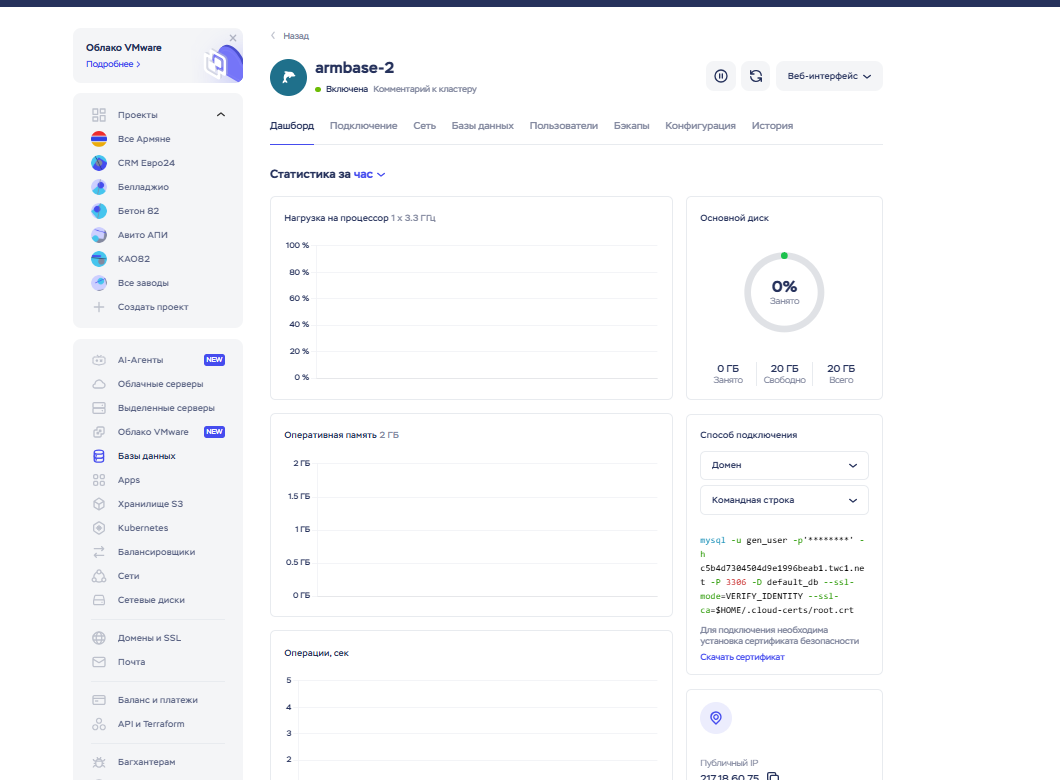 Облако VMware
Подробнее
Проекты
Все Армяне
CRM Евро24
Белладжио
Бетон 82
Авито АПИ
КАО82
Все заводы
Создать проект
AI-Агенты NEW
Облачные серверы
Выделенные серверы
Облако VMware NEW
Базы данных
Apps
Хранилище S3
Kubernetes
Балансировщики
Сети
Сетевые диски
Домены и SSL
Почта
Баланс и платежи
API и Terraform
Багхантерам
Назад
armbase-2
Включена Комментарий к кластеру
Веб-интерфейс
Дашборд Подключение Сеть Базы данных Пользователи Бэкапы Конфигурация История
Статистика за час
Нагрузка на процессор 1 x 3.3 ГГц
100 %
80 %
60 %
40 %
20 %
0 %
Основной диск
0%
Занято
0 ГБ 20 ГБ 20 ГБ
Занято Свободно Всего
Оперативная память 2 ГБ
2 ГБ
1.5 ГБ
1 ГБ
0.5 ГБ
0 ГБ
Способ подключения
Домен
Командная строка
mysql -u gen_user -p'********' -
h
c5b4d7304504d9e1996beab1.twc1.ne
t -P 3306 -D default_db --ssl-
mode=VERIFY_IDENTITY --ssl-
ca=$HOME/.cloud-certs/root.crt
Для подключения необходима
установка сертификата безопасности
Скачать сертификат
Операции, сек
5
4
3
2
Публичный IP
217.18.60.75